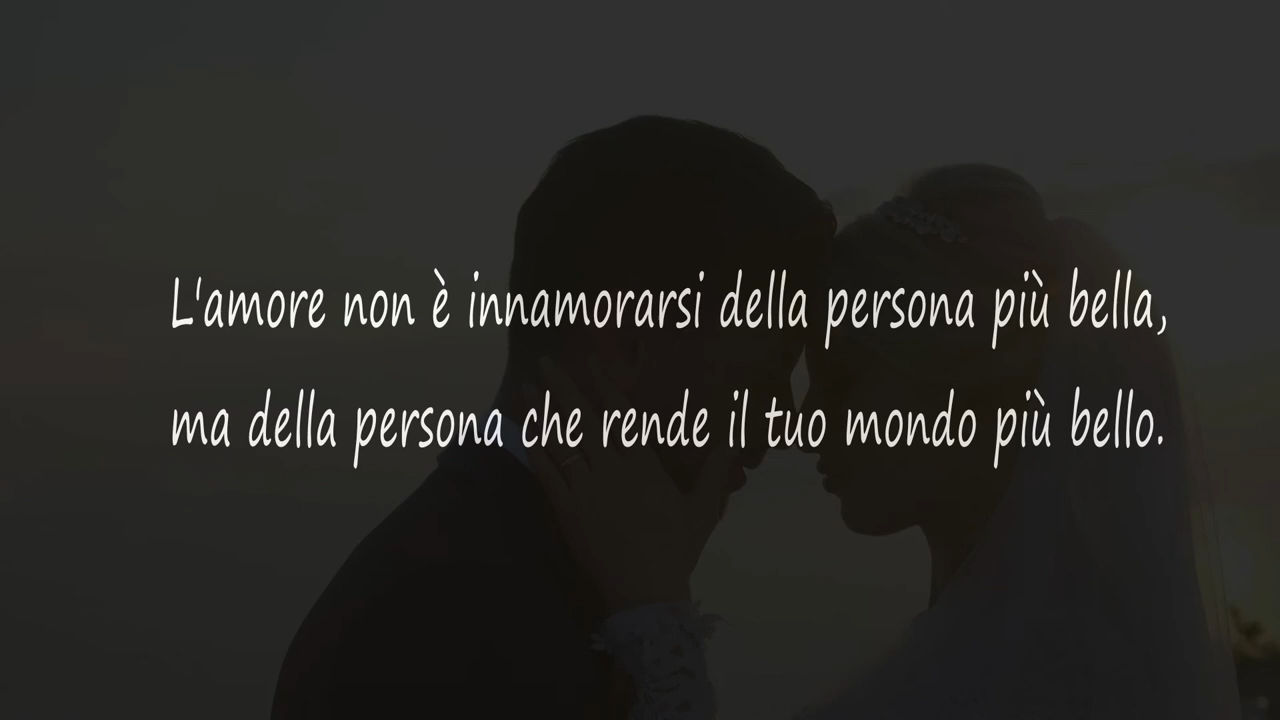 L'amore non è innamorarsi della persona più bella,
ma della persona che rende il tuo mondo più bello.